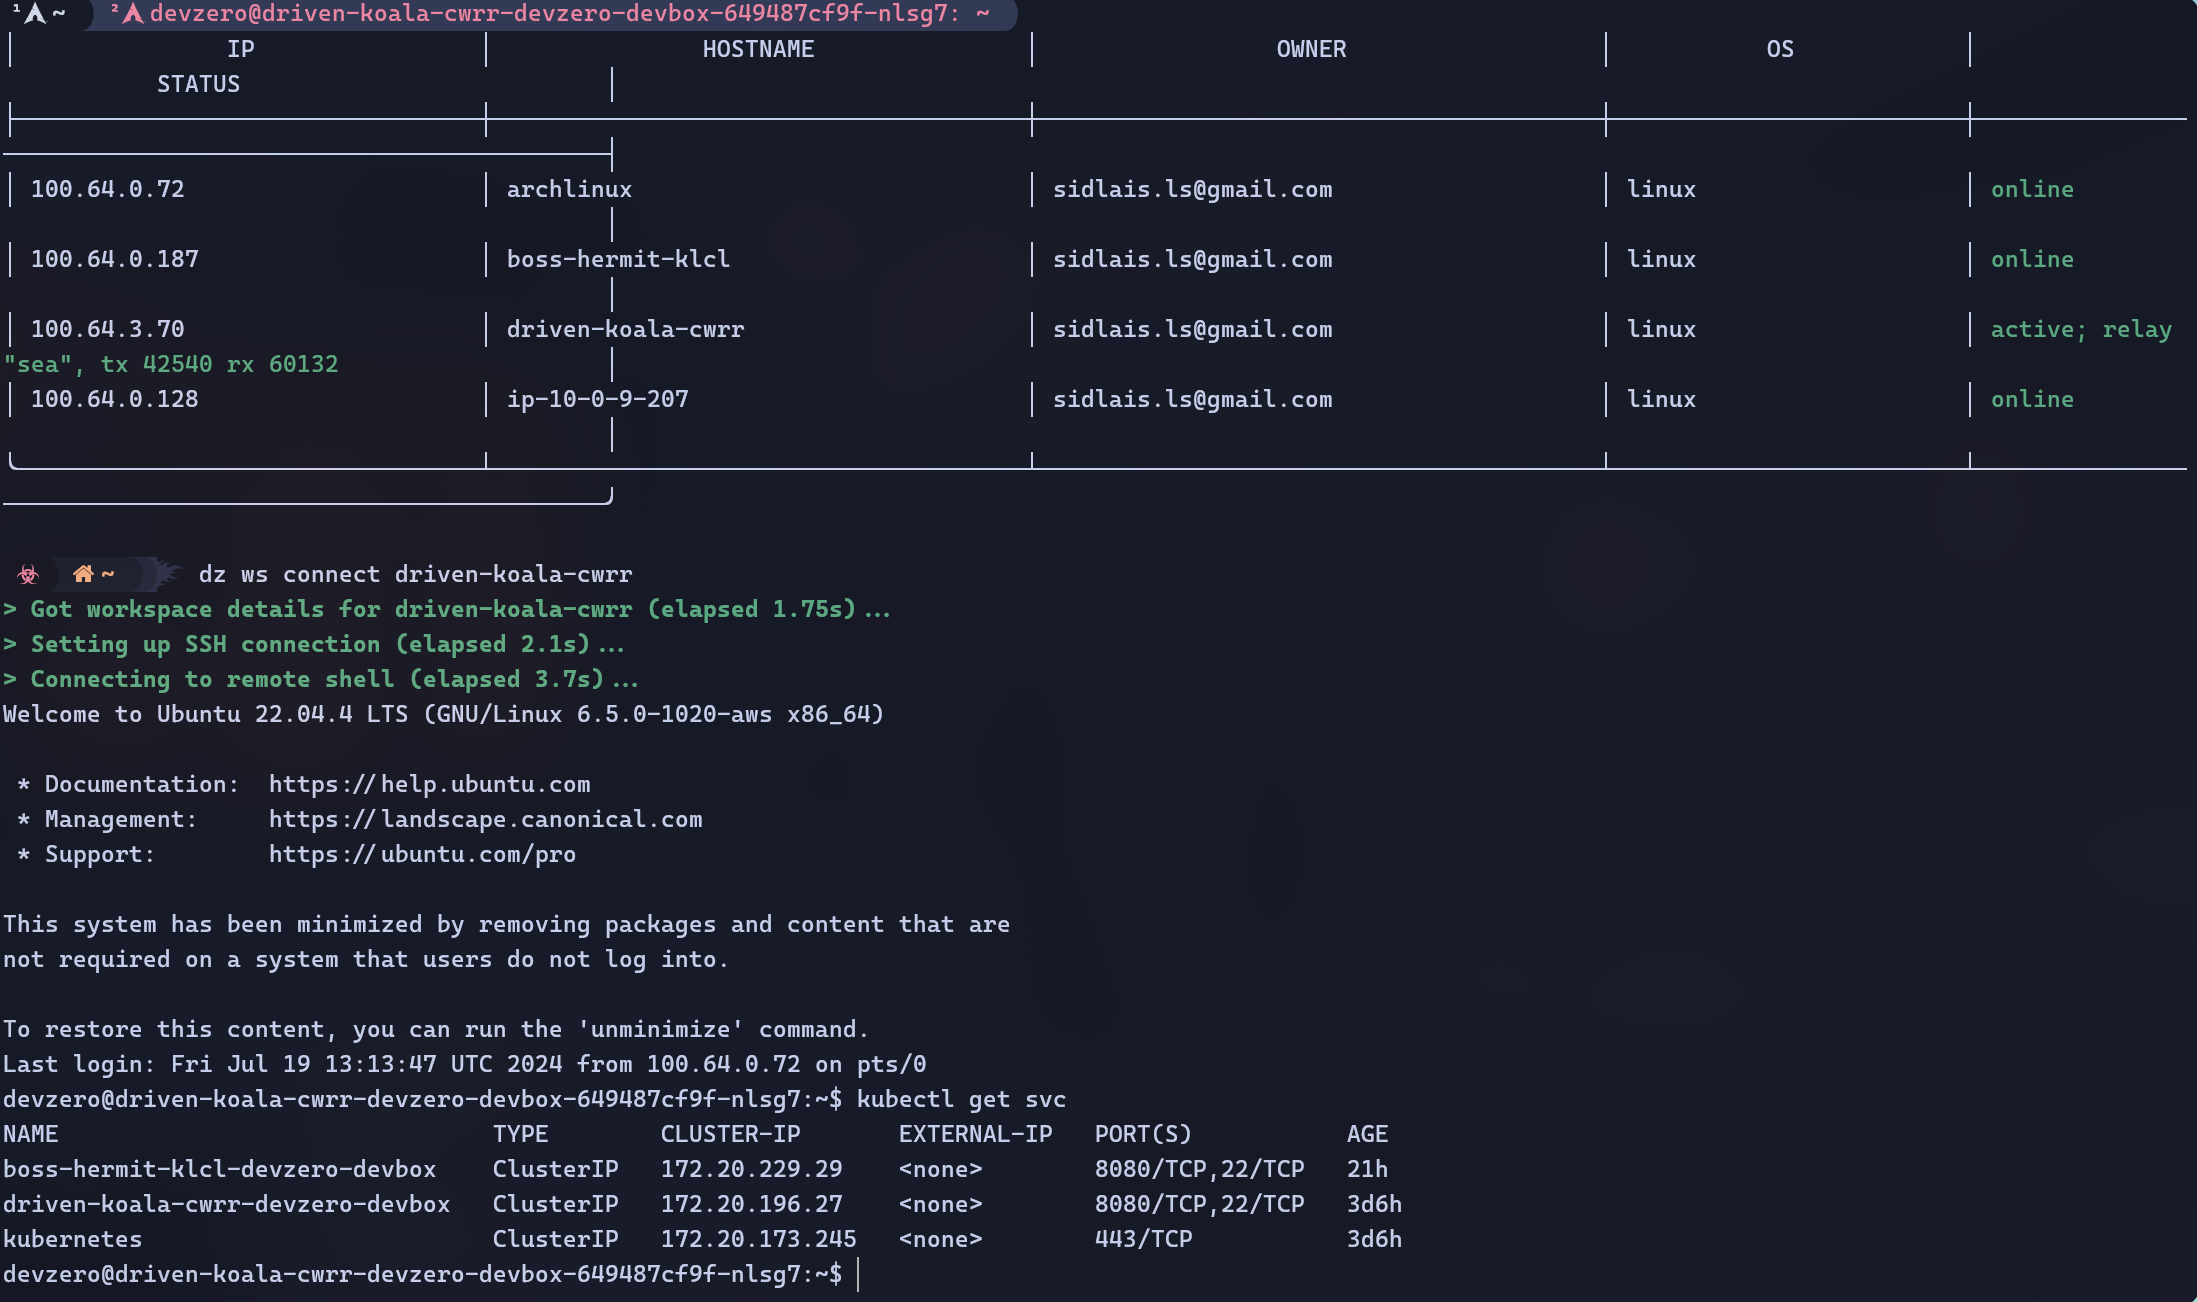 1 ~ 2 devzero@driven-koala-cwrr-devzero-devbox-649487cf9f-nlsg7: ~
│ IP │ HOSTNAME │ OWNER │ OS │
STATUS │
│ 100.64.0.72 │ archlinux │ sidlais.ls@gmail.com │ linux │ online
│ 100.64.0.187 │ boss-hermit-klcl │ sidlais.ls@gmail.com │ linux │ online
│ 100.64.3.70 │ driven-koala-cwrr │ sidlais.ls@gmail.com │ linux │ active; relay
"sea", tx 42540 rx 60132 │
│ 100.64.0.128 │ ip-10-0-9-207 │ sidlais.ls@gmail.com │ linux │ online
~ dz ws connect driven-koala-cwrr
> Got workspace details for driven-koala-cwrr (elapsed 1.75s)...
> Setting up SSH connection (elapsed 2.1s)...
> Connecting to remote shell (elapsed 3.7s)...
Welcome to Ubuntu 22.04.4 LTS (GNU/Linux 6.5.0-1020-aws x86_64)
* Documentation: https://help.ubuntu.com
* Management: https://landscape.canonical.com
* Support: https://ubuntu.com/pro
This system has been minimized by removing packages and content that are
not required on a system that users do not log into.
To restore this content, you can run the 'unminimize' command.
Last login: Fri Jul 19 13:13:47 UTC 2024 from 100.64.0.72 on pts/0
devzero@driven-koala-cwrr-devzero-devbox-649487cf9f-nlsg7:~$ kubectl get svc
NAME TYPE CLUSTER-IP EXTERNAL-IP PORT(S) AGE
boss-hermit-klcl-devzero-devbox ClusterIP 172.20.229.29 <none> 8080/TCP,22/TCP 21h
driven-koala-cwrr-devzero-devbox ClusterIP 172.20.196.27 <none> 8080/TCP,22/TCP 3d6h
kubernetes ClusterIP 172.20.173.245 <none> 443/TCP 3d6h
devzero@driven-koala-cwrr-devzero-devbox-649487cf9f-nlsg7:~$